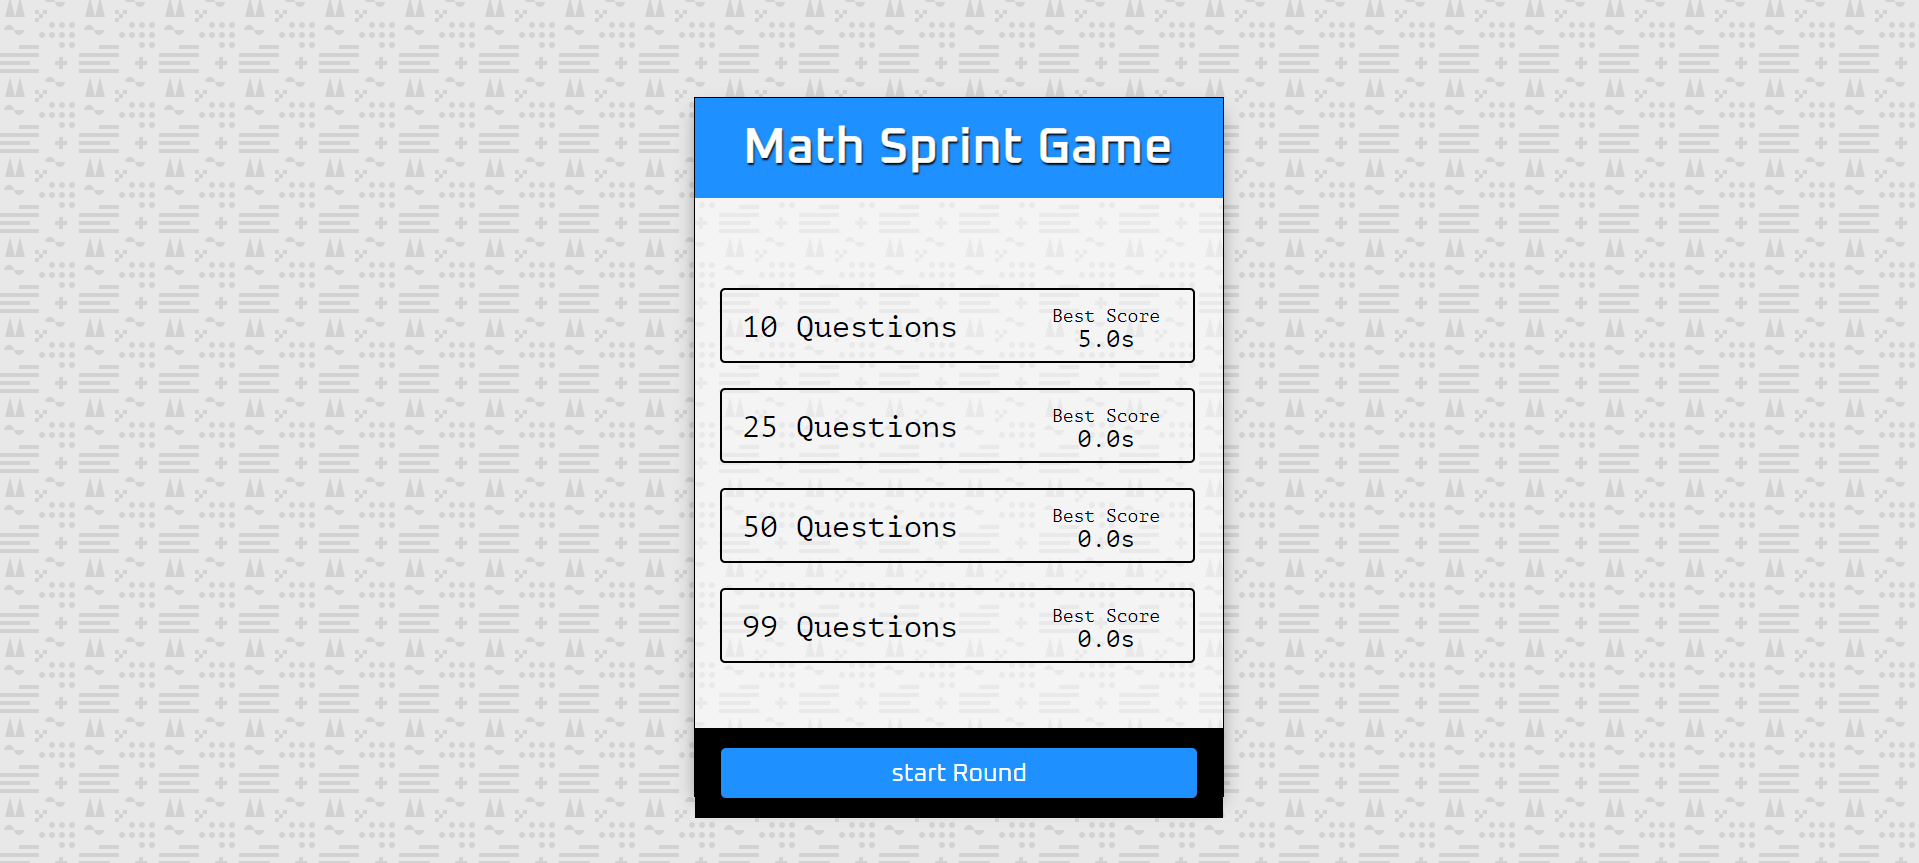 Math Sprint Game
10 Questions
Best Score
5.0s
25 Questions
Best Score
0.0s
50 Questions
Best Score
0.0s
99 Questions
Best Score
0.0s
start Round